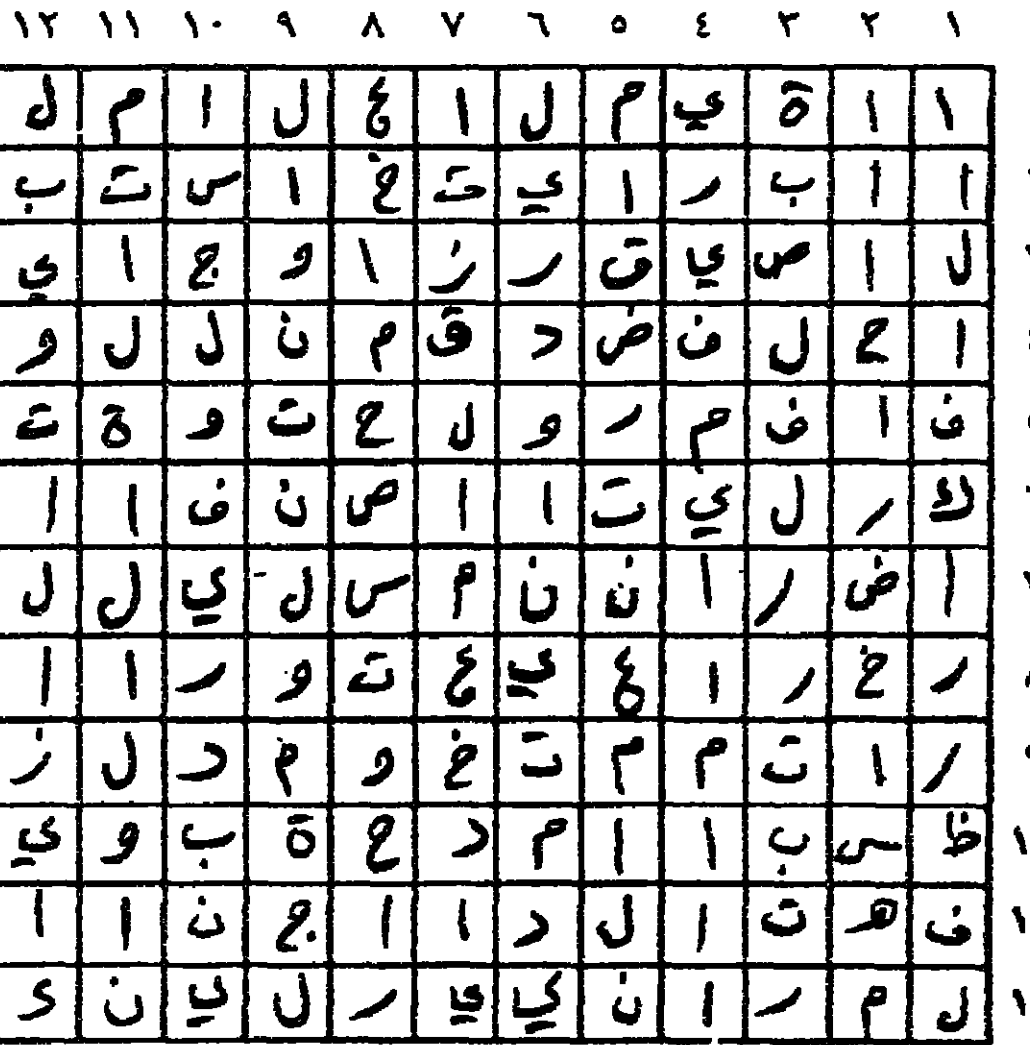 ١ ٢ ٣ ٤ ٥ ٦ ٧ ٨ ٩ ١٠ ١١ ١٢
ا ا ة ي م ل ا ع ل ا م ل
ا ا ب ر ا ي ت خ ا س ت ب
ل ا ص ي ق ر ز ا و ج ا ي
ا ح ل ف ض د ق م ن ل ل و
ف ا ف م ر و ل ح ت و ة ت
ك ر ل ي ت ا ا ص ن ف ا ا
ا ض ر ا ن ن م س ل ي ل ل
ر خ ر ا ع ي ع ت و ر ا ا
ر ا ت م م ت خ و م د ل ز
ظ س ب ا ا م د ح ة ب و ي
ف ه ت ا ل د ا ا ج ن ا ا
ل م ر ا ن ي ي ر ل ي ن ي